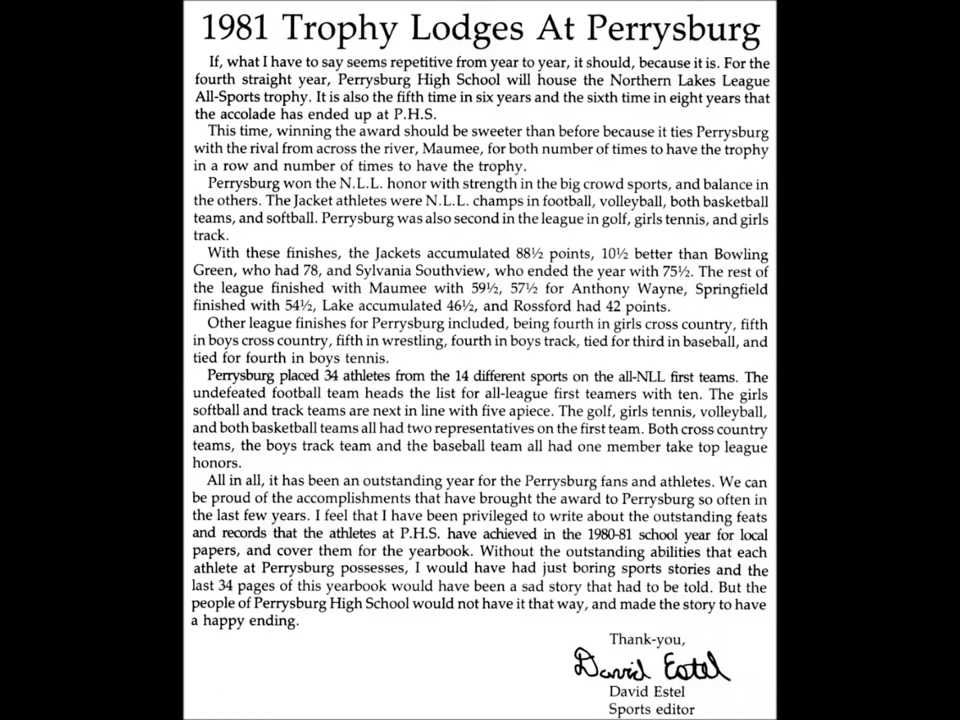 1981 Trophy Lodges At Perrysburg
If, what I have to say seems repetitive from year to year, it should, because it is. For the
fourth straight year, Perrysburg High School will house the Northern Lakes League
All-Sports trophy. It is also the fifth time in six years and the sixth time in eight years that
the accolade has ended up at P.H.S.
This time, winning the award should be sweeter than before because it ties Perrysburg
with the rival from across the river, Maumee, for both number of times to have the trophy
in a row and number of times to have the trophy.
Perrysburg won the N.L.L. honor with strength in the big crowd sports, and balance in
the others. The Jacket athletes were N.L.L. champs in football, volleyball, both basketball
teams, and softball. Perrysburg was also second in the league in golf, girls tennis, and girls
track.
With these finishes, the Jackets accumulated 88½ points, 10½ better than Bowling
Green, who had 78, and Sylvania Southview, who ended the year with 75½. The rest of
the league finished with Maumee with 59½, 57½ for Anthony Wayne, Springfield
finished with 54½, Lake accumulated 46½, and Rossford had 42 points.
Other league finishes for Perrysburg included, being fourth in girls cross country, fifth
in boys cross country, fifth in wrestling, fourth in boys track, tied for third in baseball, and
tied for fourth in boys tennis.
Perrysburg placed 34 athletes from the 14 different sports on the all-NLL first teams. The
undefeated football team heads the list for all-league first teamers with ten. The girls
softball and track teams are next in line with five apiece. The golf, girls tennis, volleyball,
and both basketball teams all had two representatives on the first team. Both cross country
teams, the boys track team and the baseball team all had one member take top league
honors.
All in all, it has been an outstanding year for the Perrysburg fans and athletes. We can
be proud of the accomplishments that have brought the award to Perrysburg so often in
the last few years. I feel that I have been privileged to write about the outstanding feats
and records that the athletes at P.H.S. have achieved in the 1980-81 school year for local
papers, and cover them for the yearbook. Without the outstanding abilities that each
athlete at Perrysburg possesses, I would have had just boring sports stories and the
last 34 pages of this yearbook would have been a sad story that had to be told. But the
people of Perrysburg High School would not have it that way, and made the story to have
a happy ending.
Thank-you,
David Estel
David Estel
Sports editor